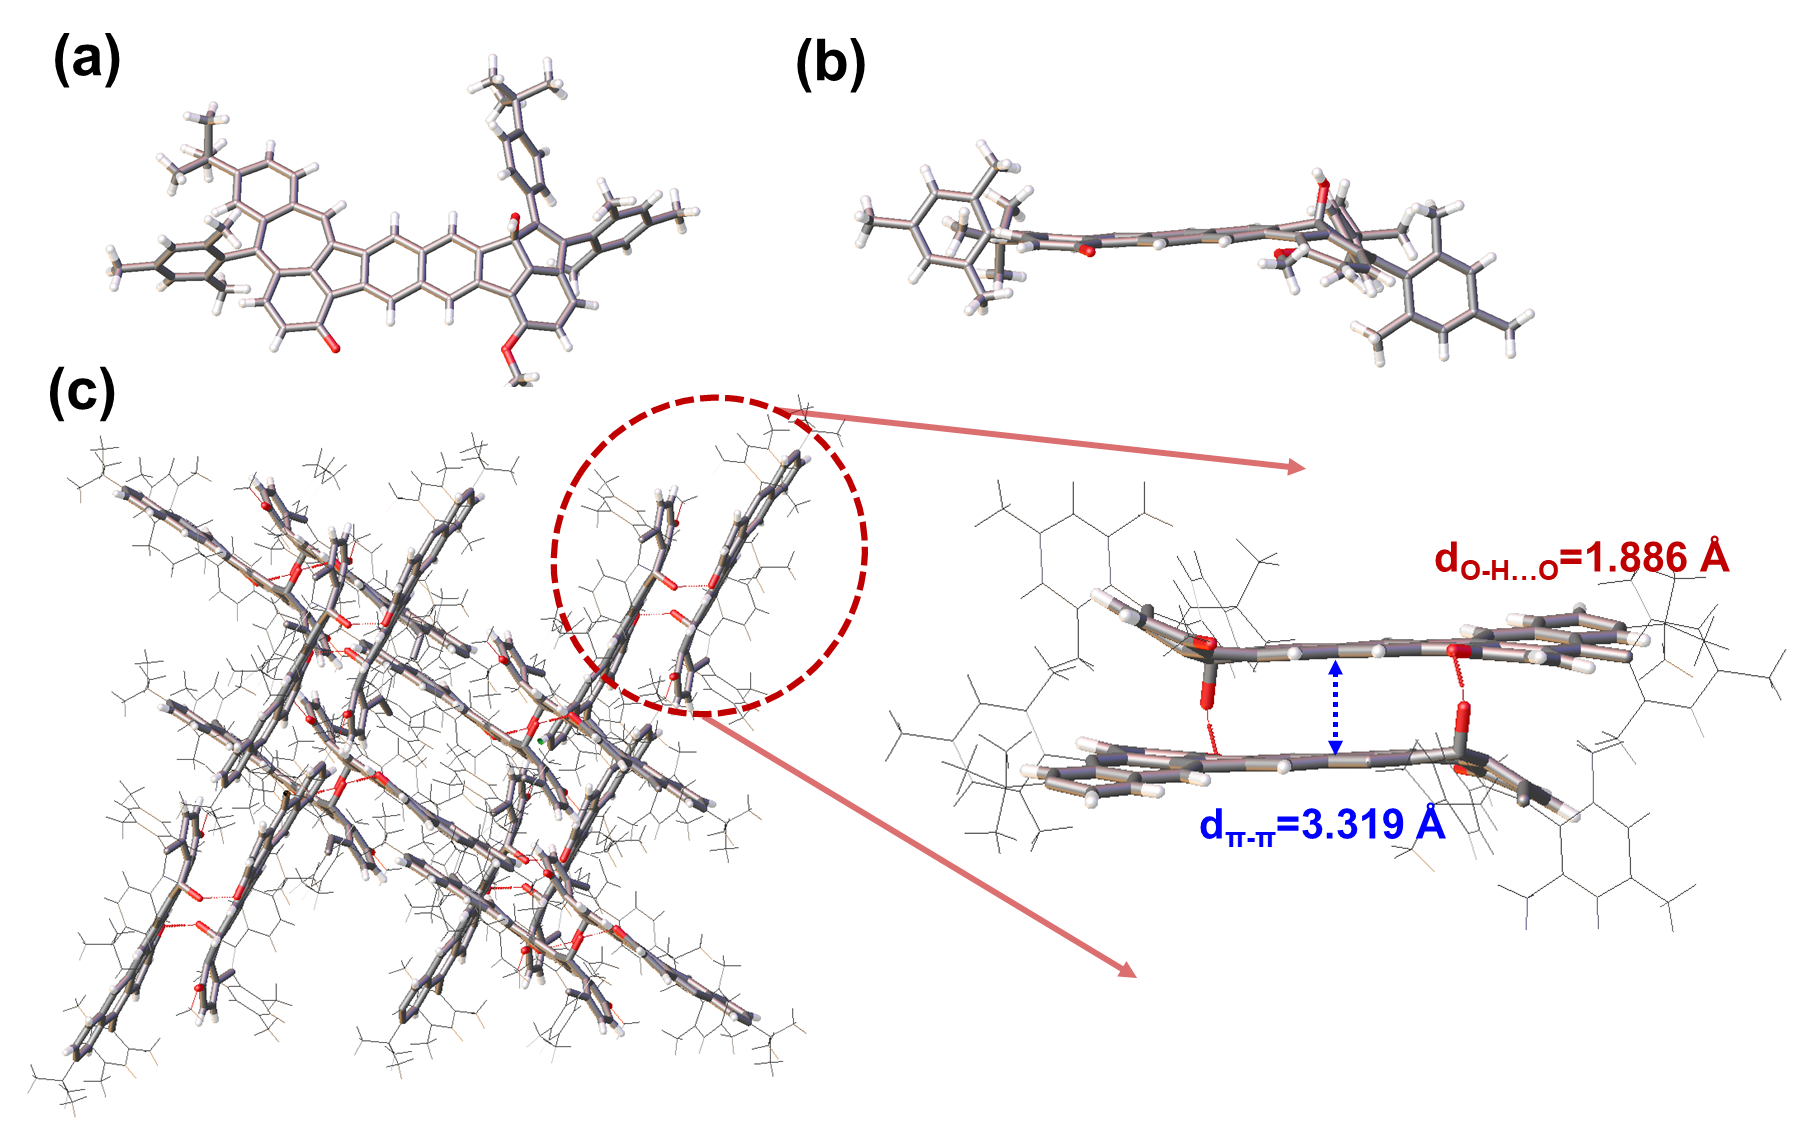 (a)
(b)
(c)
dO-H…O=1.886 Å
dπ-π=3.319 Å